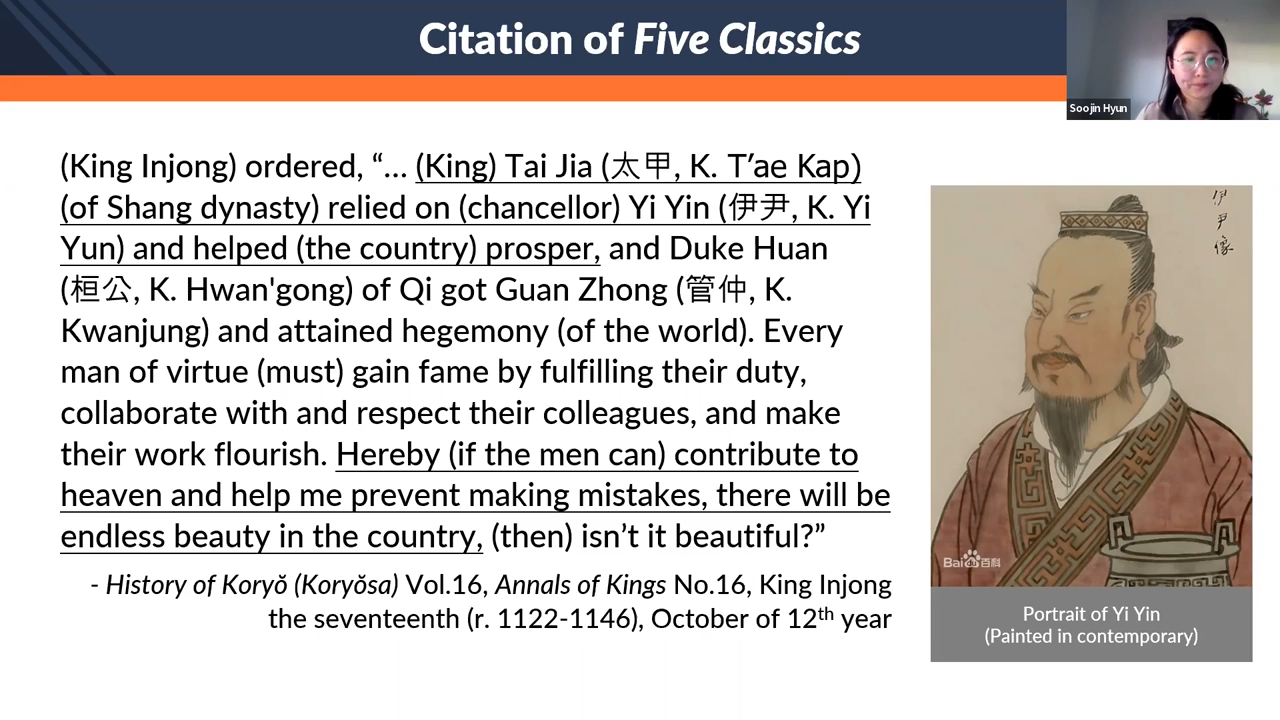 Citation of Five Classics
Soojin Hyun
(King Injong) ordered, “… (King) Tai Jia (太甲, K. T’ae Kap)
(of Shang dynasty) relied on (chancellor) Yi Yin (伊尹, K. Yi
Yun) and helped (the country) prosper, and Duke Huan
(桓公, K. Hwan'gong) of Qi got Guan Zhong (管仲, K.
Kwanjung) and attained hegemony (of the world). Every
man of virtue (must) gain fame by fulfilling their duty,
collaborate with and respect their colleagues, and make
their work flourish. Hereby (if the men can) contribute to
heaven and help me prevent making mistakes, there will be
endless beauty in the country, (then) isn’t it beautiful?”
- History of Koryŏ (Koryŏsa) Vol.16, Annals of Kings No.16, King Injong
the seventeenth (r. 1122-1146), October of 12th year
伊尹像
Bai百科
Portrait of Yi Yin
(Painted in contemporary)